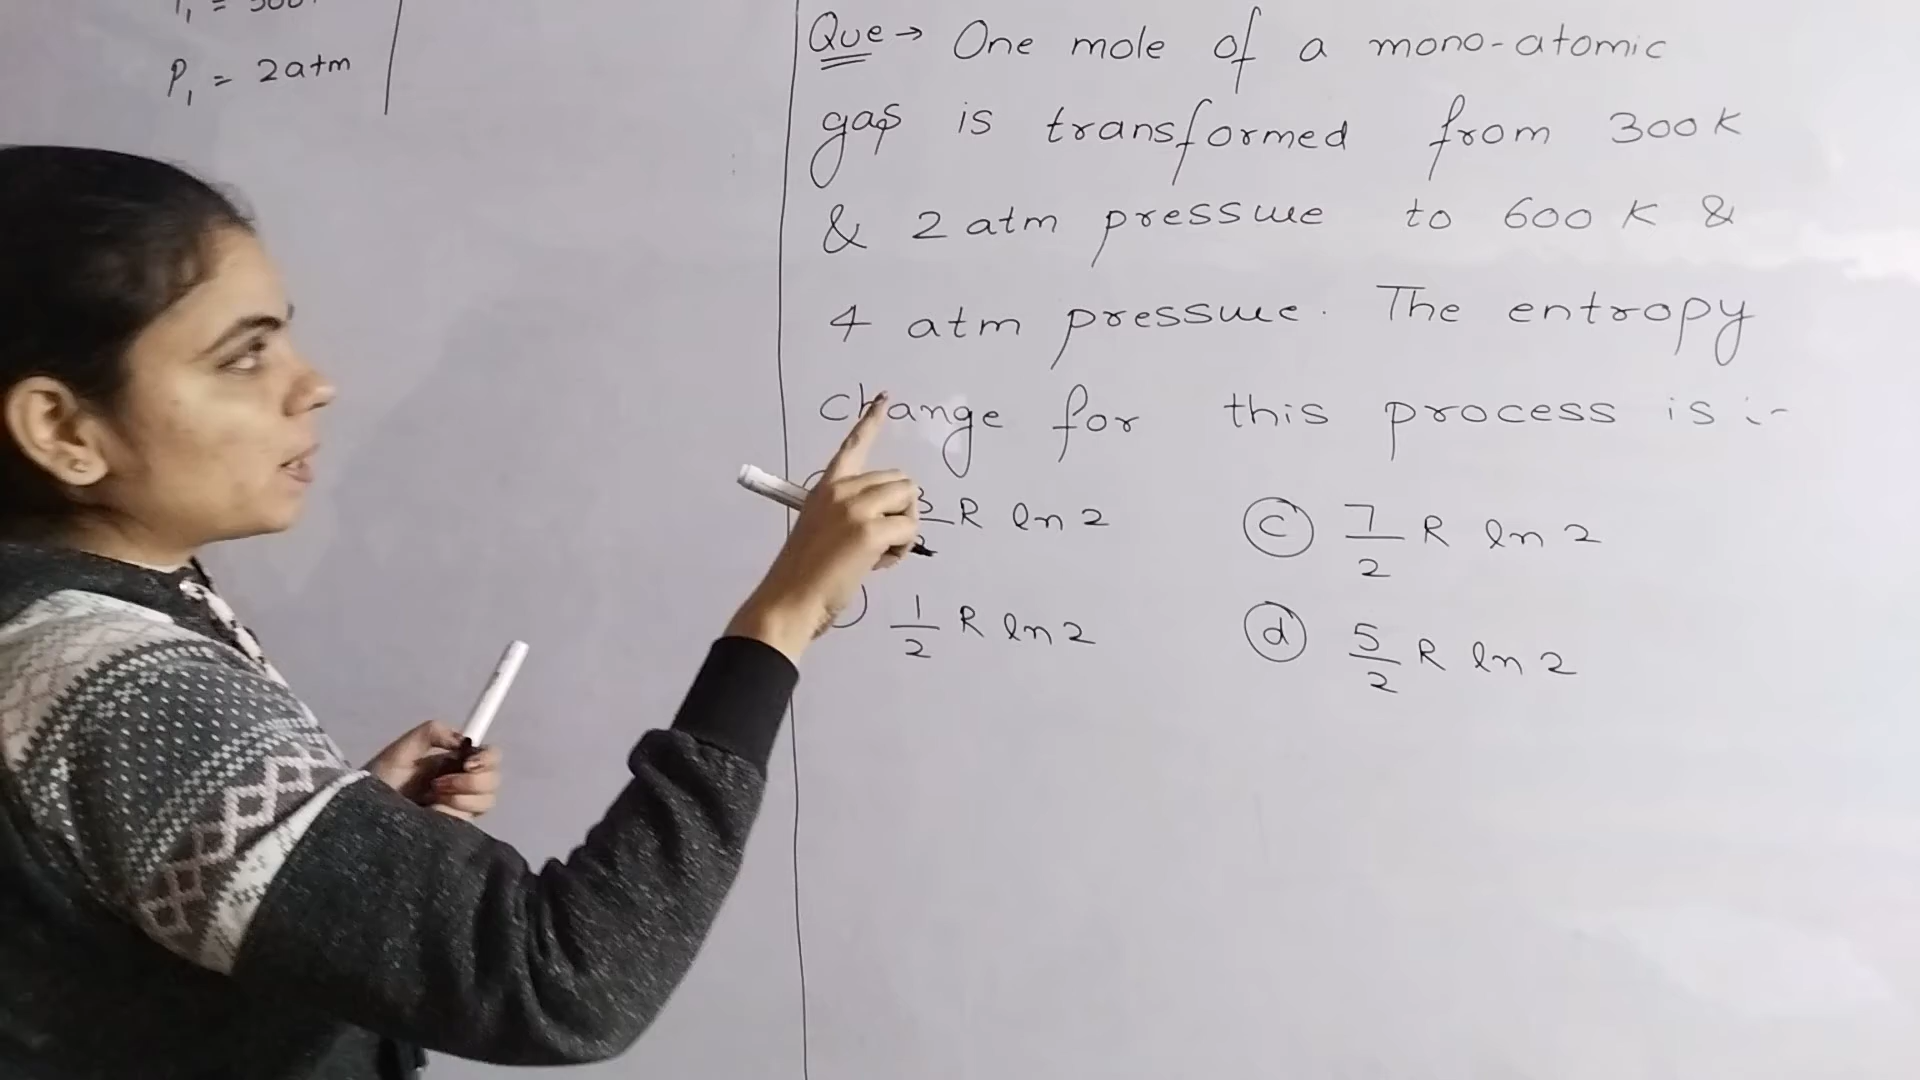 P₁ = 2atm
Que → One mole of a mono-atomic
gas is transformed from 300K
& 2 atm pressure to 600 K &
4 atm pressure. The entropy
change for this process is :-
R ln 2
ⓒ 7/2 R ln 2
1/2 R ln 2
ⓓ 5/2 R ln 2